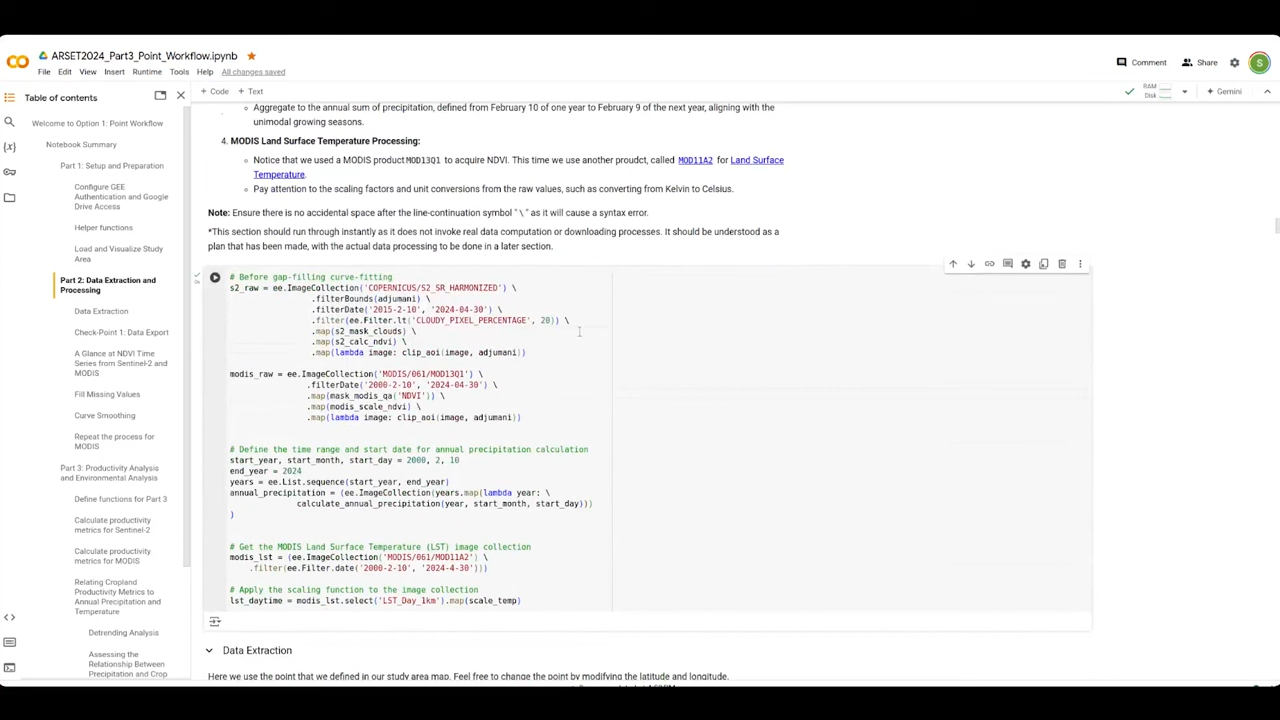 ARSET2024_Part3_Point_Workflow.ipynb
File Edit View Insert Runtime Tools Help All changes saved
Comment Share S
Table of contents
+ Code + Text
RAM
Disk
Gemini
Welcome to Option 1: Point Workflow
Notebook Summary
Part 1: Setup and Preparation
Configure GEE
Authentication and Google
Drive Access
Helper functions
Load and Visualize Study
Area
Part 2: Data Extraction and
Processing
Data Extraction
Check-Point 1: Data Export
A Glance at NDVI Time
Series from Sentinel-2 and
MODIS
Fill Missing Values
Curve Smoothing
Repeat the process for
MODIS
Part 3: Productivity Analysis
and Environmental Analysis
Define functions for Part 3
Calculate productivity
metrics for Sentinel-2
Calculate productivity
metrics for MODIS
Relating Cropland
Productivity Metrics to
Annual Precipitation and
Temperature
Detrending Analysis
Assessing the
Relationship Between
Precipitation and Crop
Aggregate to the annual sum of precipitation, defined from February 10 of one year to February 9 of the next year, aligning with the
unimodal growing seasons.
4. MODIS Land Surface Temperature Processing:
Notice that we used a MODIS product MOD13Q1 to acquire NDVI. This time we use another proudct, called MOD11A2 for Land Surface
Temperature.
Pay attention to the scaling factors and unit conversions from the raw values, such as converting from Kelvin to Celsius.
Note: Ensure there is no accidental space after the line-continuation symbol "\" as it will cause a syntax error.
*This section should run through instantly as it does not invoke real data computation or downloading processes. It should be understood as a
plan that has been made, with the actual data processing to be done in a later section.
# Before gap-filling curve-fitting
s2_raw = ee.ImageCollection('COPERNICUS/S2_SR_HARMONIZED') \
.filterBounds(adjumani) \
.filterDate('2015-2-10', '2024-04-30') \
.filter(ee.Filter.lt('CLOUDY_PIXEL_PERCENTAGE', 20)) \
.map(s2_mask_clouds) \
.map(s2_calc_ndvi) \
.map(lambda image: clip_aoi(image, adjumani))
modis_raw = ee.ImageCollection('MODIS/061/MOD13Q1') \
.filterDate('2000-2-10', '2024-04-30') \
.map(mask_modis_qa('NDVI')) \
.map(modis_scale_ndvi) \
.map(lambda image: clip_aoi(image, adjumani))
# Define the time range and start date for annual precipitation calculation
start_year, start_month, start_day = 2000, 2, 10
end_year = 2024
years = ee.List.sequence(start_year, end_year)
annual_precipitation = (ee.ImageCollection(years.map(lambda year: \
calculate_annual_precipitation(year, start_month, start_day)))
)
# Get the MODIS Land Surface Temperature (LST) image collection
modis_lst = (ee.ImageCollection('MODIS/061/MOD11A2') \
.filter(ee.Filter.date('2000-2-10', '2024-4-30')))
# Apply the scaling function to the image collection
lst_daytime = modis_lst.select('LST_Day_1km').map(scale_temp)
Data Extraction
Here we use the point that we defined in our study area map. Feel free to change the point by modifying the latitude and longitude.